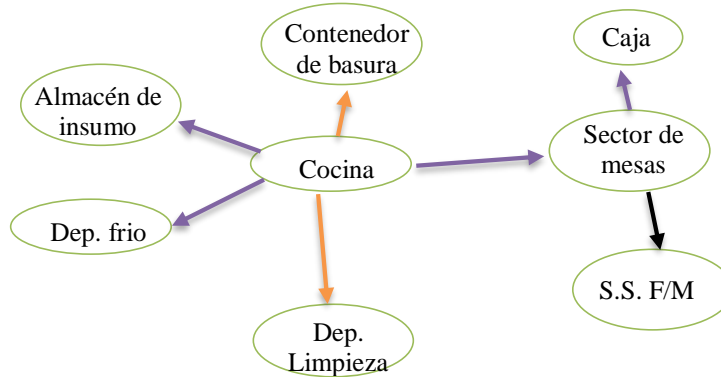 Contenedor
de basura
Caja
Almacén de
insumo
Cocina
Sector de
mesas
Dep. frio
S.S. F/M
Dep.
Limpieza